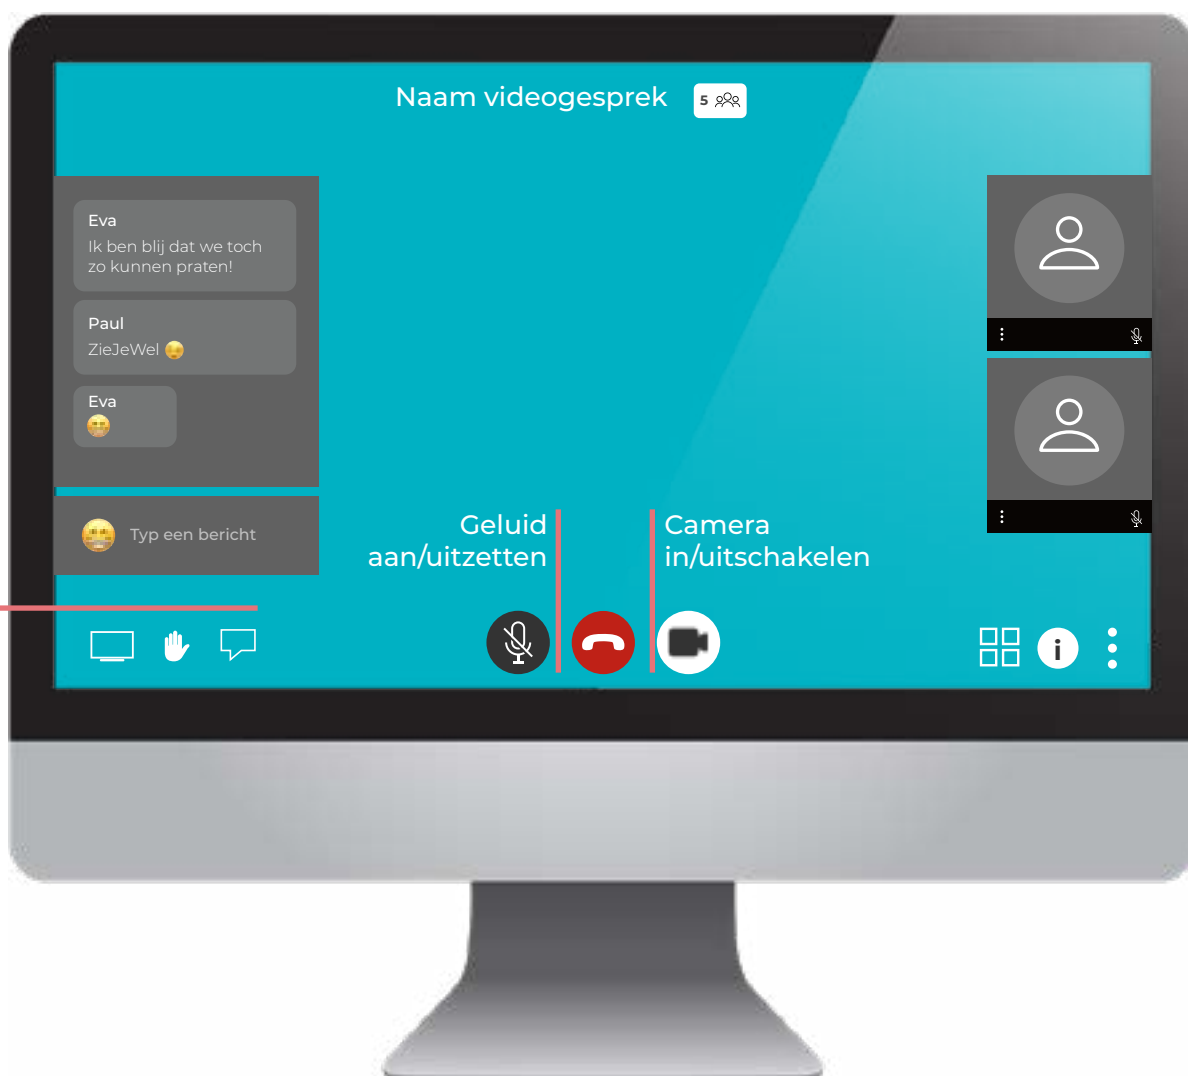 Naam videogesprek
5
Eva
Ik ben blij dat we toch
zo kunnen praten!
Paul
ZieJeWel
Eva
Typ een bericht
Geluid
aan/uitzetten
Camera
in/uitschakelen
i